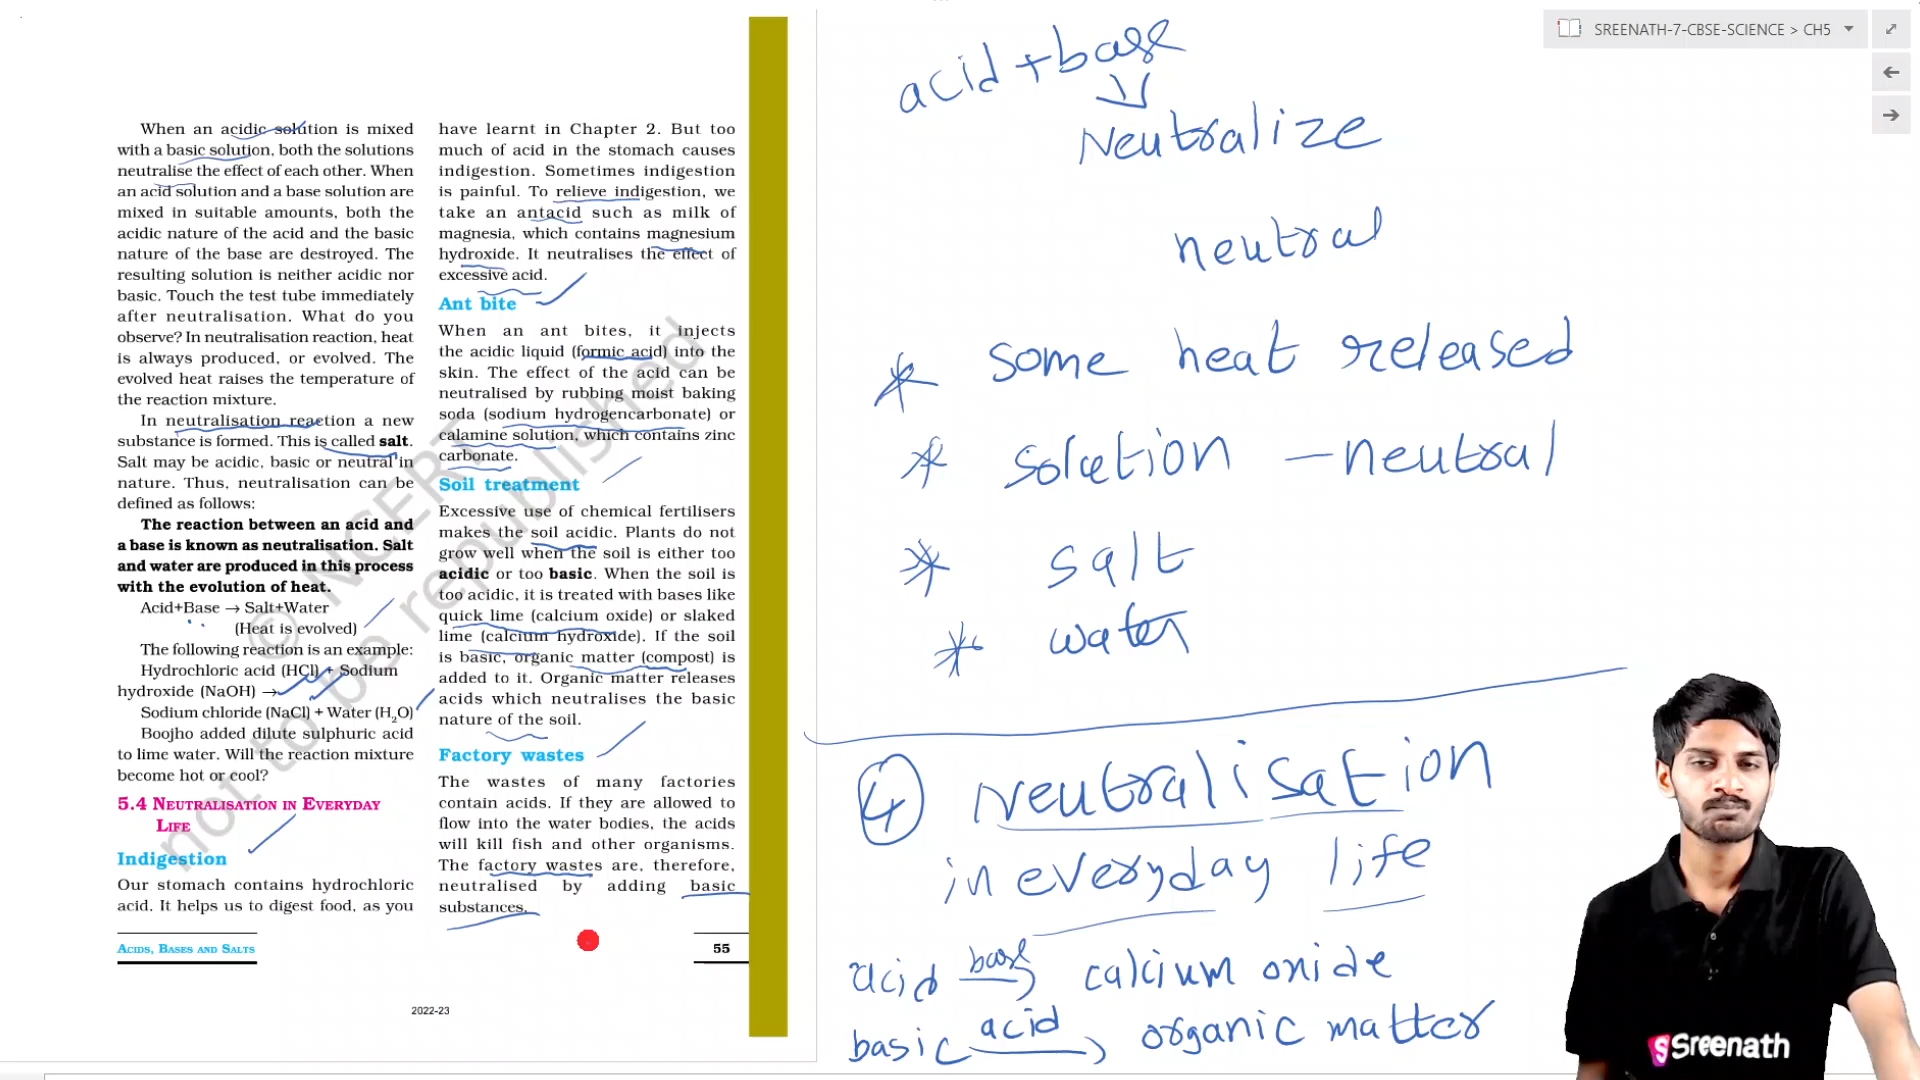 SREENATH-7-CBSE-SCIENCE > CH5
When an acidic solution is mixed
with a basic solution, both the solutions
neutralise the effect of each other. When
an acid solution and a base solution are
mixed in suitable amounts, both the
acidic nature of the acid and the basic
nature of the base are destroyed. The
resulting solution is neither acidic nor
basic. Touch the test tube immediately
after neutralisation. What do you
observe? In neutralisation reaction, heat
is always produced, or evolved. The
evolved heat raises the temperature of
the reaction mixture.
In neutralisation reaction a new
substance is formed. This is called salt.
Salt may be acidic, basic or neutral in
nature. Thus, neutralisation can be
defined as follows:
The reaction between an acid and
a base is known as neutralisation. Salt
and water are produced in this process
with the evolution of heat.
Acid+Base → Salt+Water
(Heat is evolved)
The following reaction is an example:
Hydrochloric acid (HCl) + Sodium
hydroxide (NaOH) →
Sodium chloride (NaCl) + Water (H₂O)
Boojho added dilute sulphuric acid
to lime water. Will the reaction mixture
become hot or cool?
5.4 NEUTRALISATION IN EVERYDAY
LIFE
Indigestion
Our stomach contains hydrochloric
acid. It helps us to digest food, as you
have learnt in Chapter 2. But too
much of acid in the stomach causes
indigestion. Sometimes indigestion
is painful. To relieve indigestion, we
take an antacid such as milk of
magnesia, which contains magnesium
hydroxide. It neutralises the effect of
excessive acid.
Ant bite
When an ant bites, it injects
the acidic liquid (formic acid) into the
skin. The effect of the acid can be
neutralised by rubbing moist baking
soda (sodium hydrogencarbonate) or
calamine solution, which contains zinc
carbonate.
Soil treatment
Excessive use of chemical fertilisers
makes the soil acidic. Plants do not
grow well when the soil is either too
acidic or too basic. When the soil is
too acidic, it is treated with bases like
quick lime (calcium oxide) or slaked
lime (calcium hydroxide). If the soil
is basic, organic matter (compost) is
added to it. Organic matter releases
acids which neutralises the basic
nature of the soil.
Factory wastes
The wastes of many factories
contain acids. If they are allowed to
flow into the water bodies, the acids
will kill fish and other organisms.
The factory wastes are, therefore,
neutralised by adding basic
substances.
ACIDS, BASES AND SALTS
55
2022-23
© NCERT
not to be republished
acid + base
Neutralize
neutral
* some heat released
* solution - neutral
* salt
* water
4 Neutralisation
in everyday life
acid base → calcium oxide
basic acid → organic matter
Sreenath